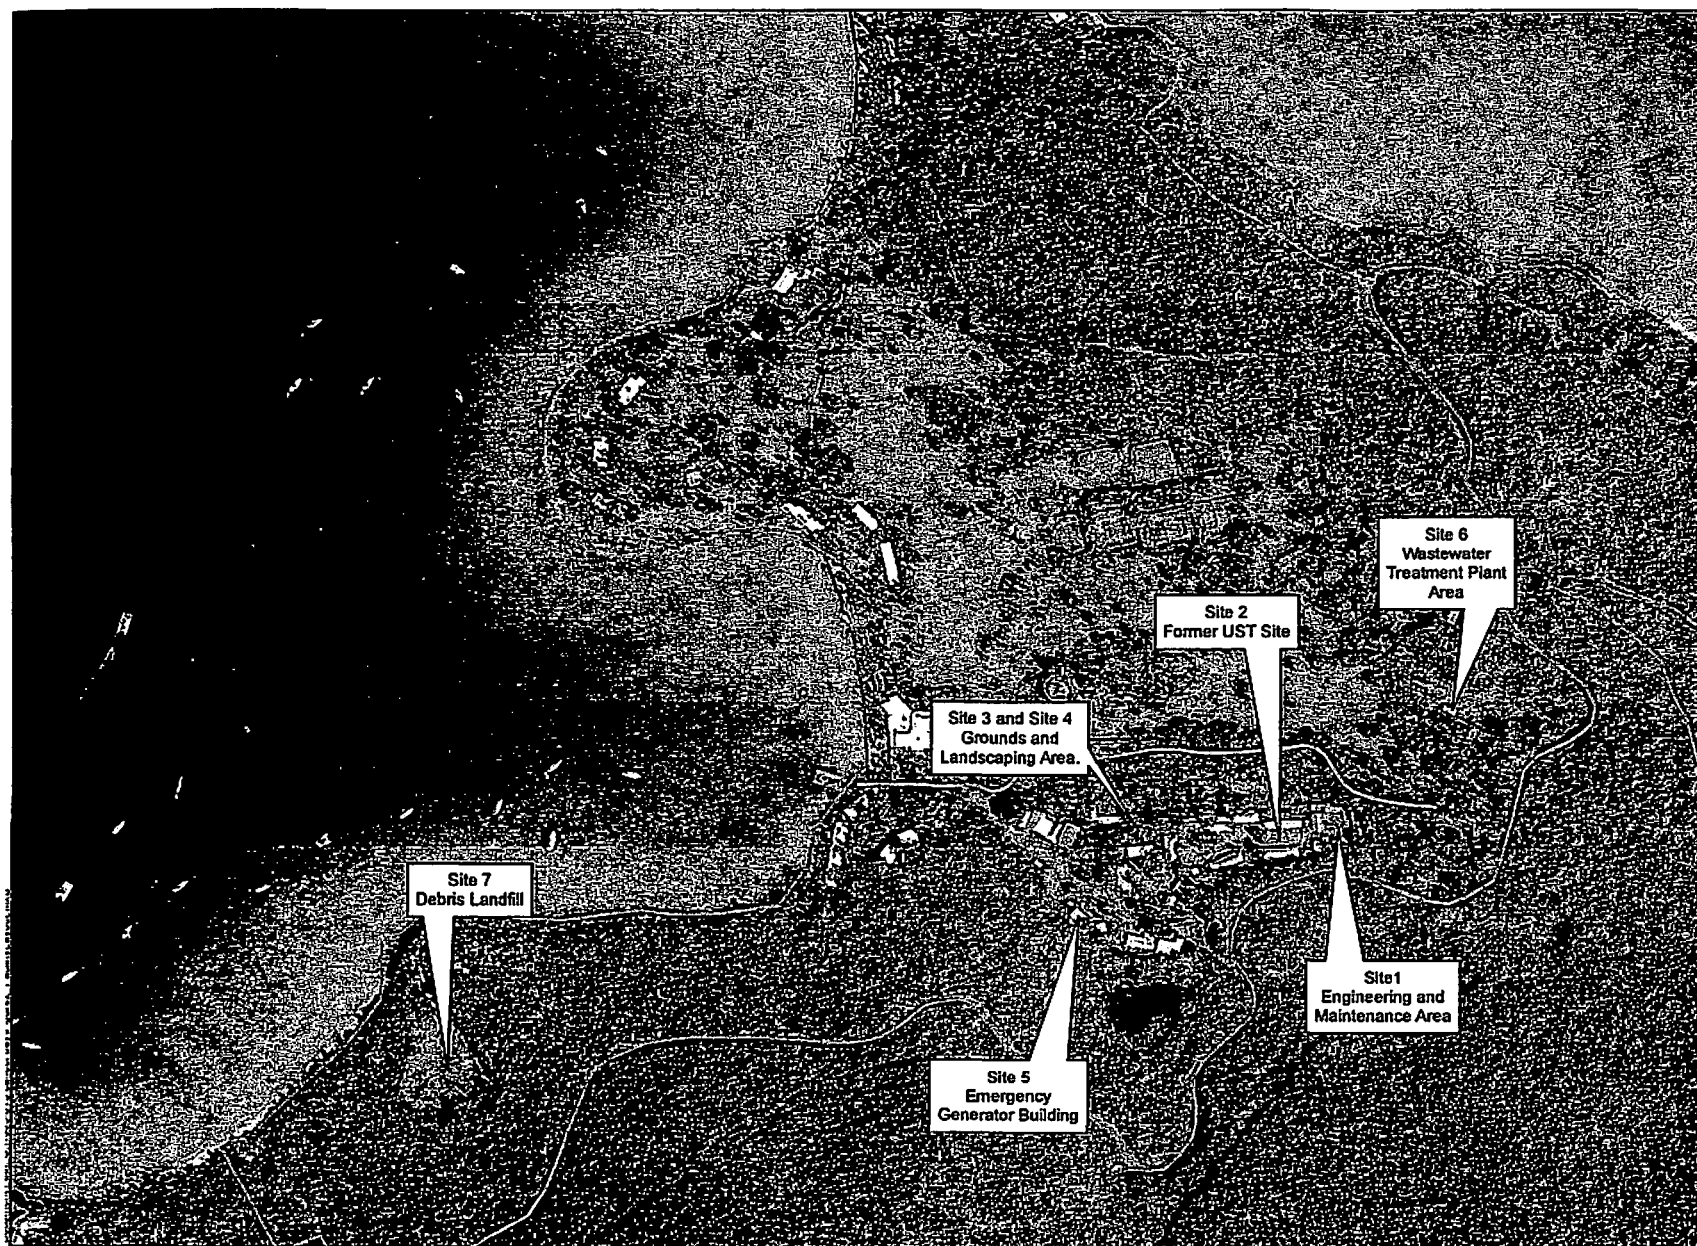 Site 6
Wastewater
Treatment Plant
Area
Site 2
Former UST Site
Site 3 and Site 4
Grounds and
Landscaping Area.
Site 7
Debris Landfill
Site1
Engineering and
Maintenance Area
Site 5
Emergency
Generator Building